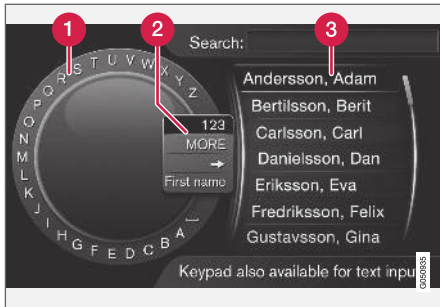 1
2
3
Search:
A B C D E F G H I J K L M N O P Q R S T U V W X Y Z
123
MORE
First name
Andersson, Adam
Bertilsson, Berit
Carlsson, Carl
Danielsson, Dan
Eriksson, Eva
Fredriksson, Felix
Gustavsson, Gina
Keypad also available for text input
G050935